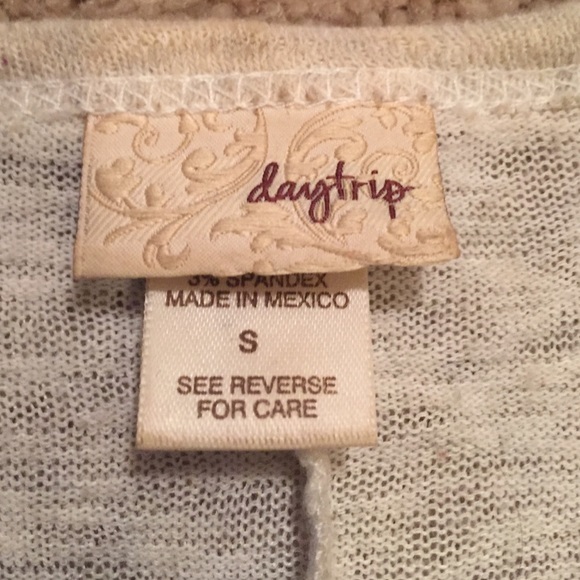 daytrip
3% SPANDEX
MADE IN MEXICO
S
SEE REVERSE
FOR CARE